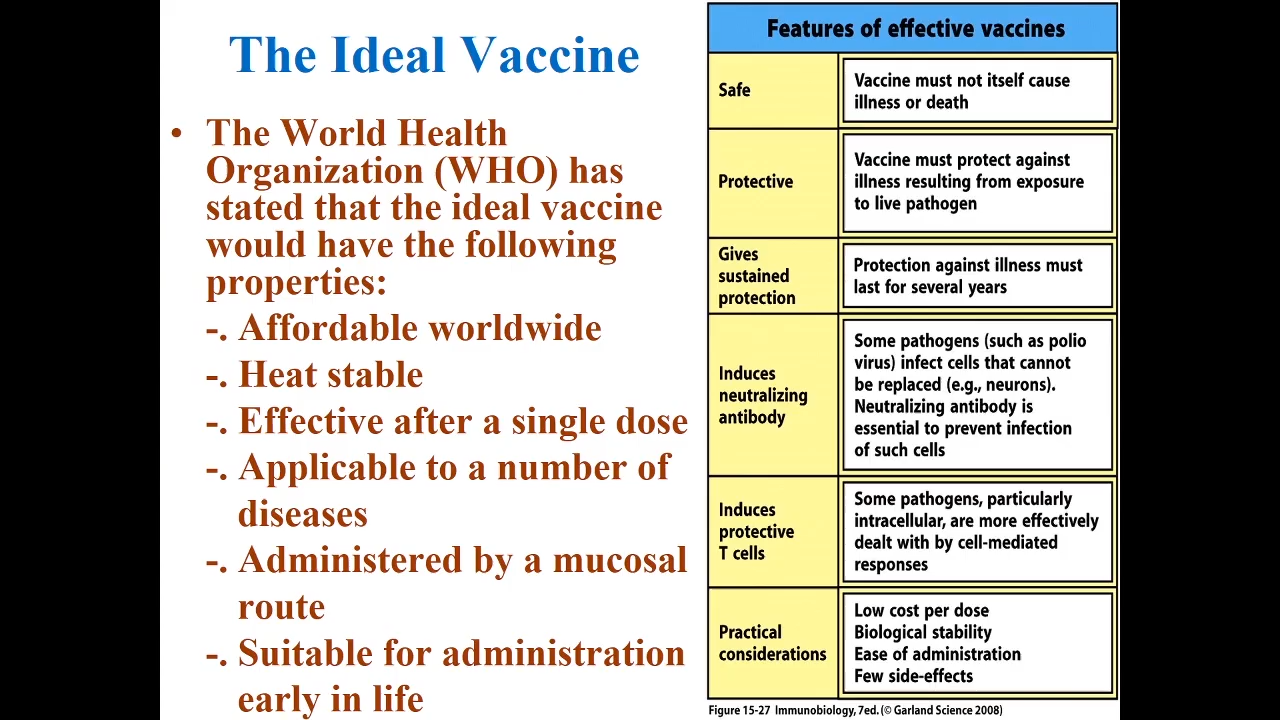 The Ideal Vaccine
• The World Health
Organization (WHO) has
stated that the ideal vaccine
would have the following
properties:
-. Affordable worldwide
-. Heat stable
-. Effective after a single dose
-. Applicable to a number of
diseases
-. Administered by a mucosal
route
-. Suitable for administration
early in life
Features of effective vaccines
Safe
Vaccine must not itself cause
illness or death
Protective
Vaccine must protect against
illness resulting from exposure
to live pathogen
Gives
sustained
protection
Protection against illness must
last for several years
Induces
neutralizing
antibody
Some pathogens (such as polio
virus) infect cells that cannot
be replaced (e.g., neurons).
Neutralizing antibody is
essential to prevent infection
of such cells
Induces
protective
T cells
Some pathogens, particularly
intracellular, are more effectively
dealt with by cell-mediated
responses
Practical
considerations
Low cost per dose
Biological stability
Ease of administration
Few side-effects
Figure 15-27 Immunobiology, 7ed. (© Garland Science 2008)